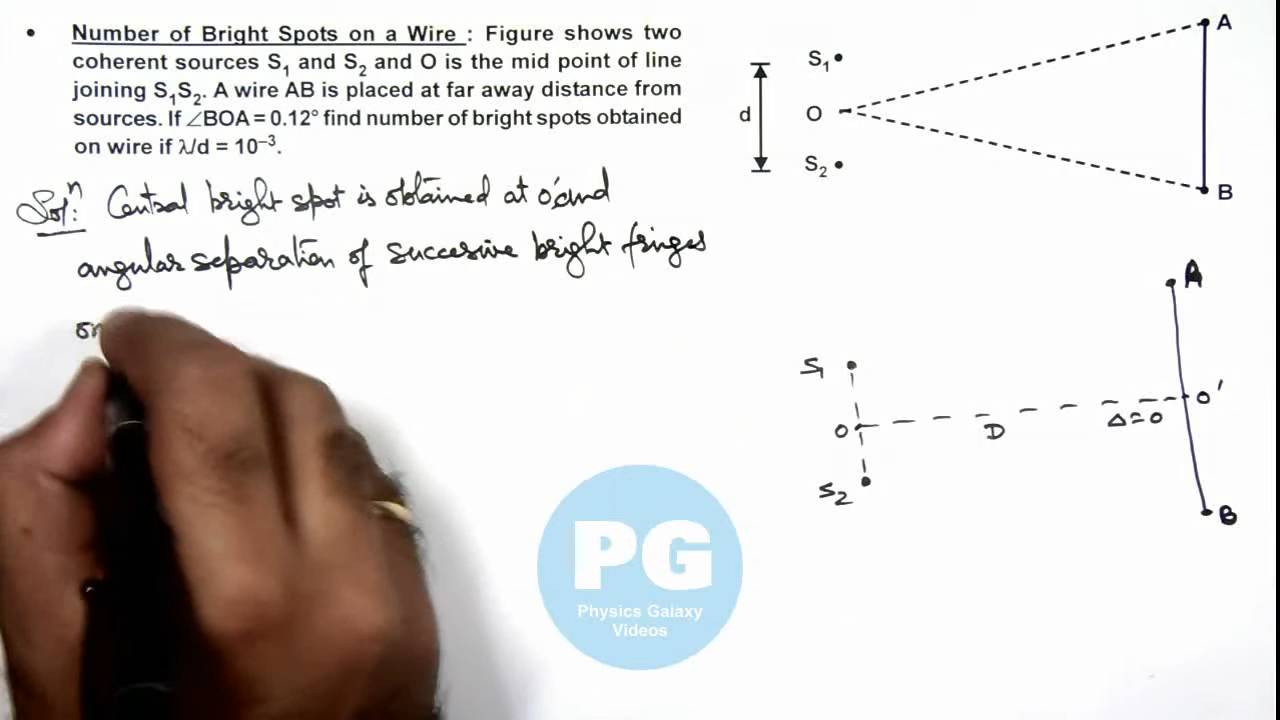 • Number of Bright Spots on a Wire : Figure shows two
coherent sources S₁ and S₂ and O is the mid point of line
joining S₁S₂. A wire AB is placed at far away distance from
sources. If ∠BOA = 0.12° find number of bright spots obtained
on wire if λ/d = 10⁻³.
Solⁿ: Central bright spot is obtained at O' and
angular separation of succesive bright fringes
on
A
S₁
d
O
S₂
B
A
S₁
O'
Δ=0
O
D
S₂
B
PG
Physics Galaxy
Videos